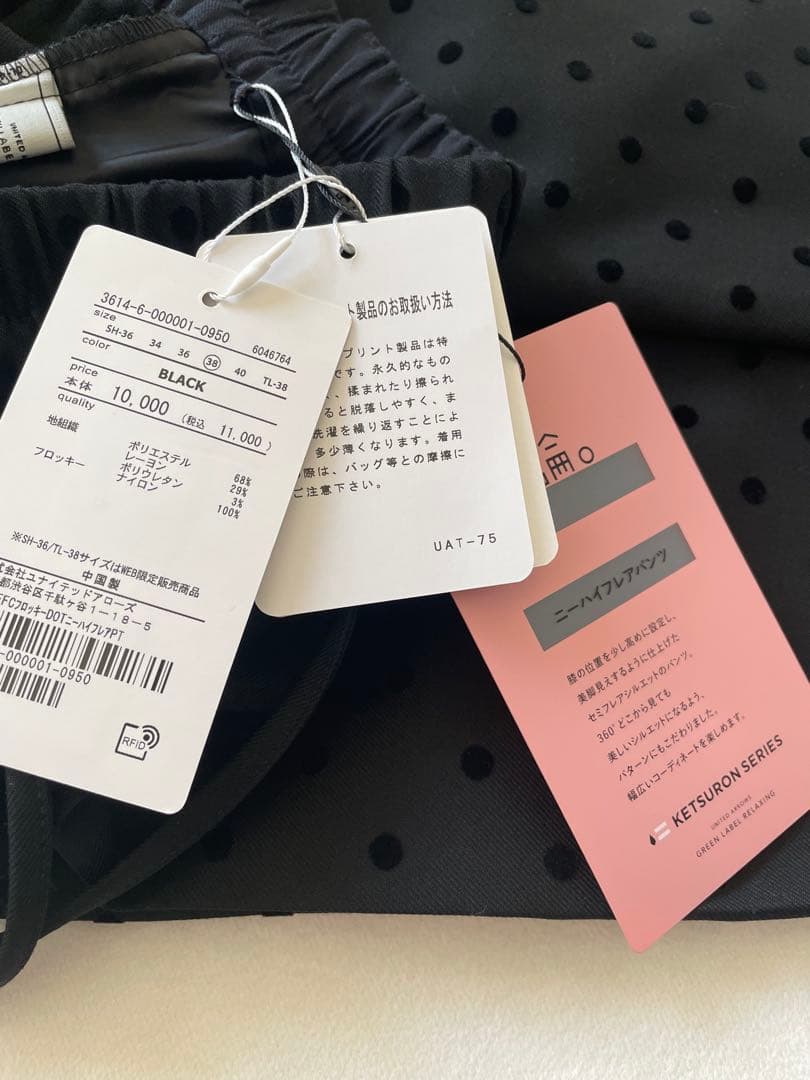 UNITED
LABE
3614-6-000001-0950
size 6046764
SH-36 34 36 38 40 TL-38
color
BLACK
price
本体 10,000 (税込 11,000)
quality
地組織 ポリエステル 68%
レーヨン 29%
ポリウレタン 3%
フロッキー ナイロン 100%
※SH-36/TL-38サイズはWEB限定販売商品
中国製
式会社ユナイテッドアローズ
都渋谷区千駄ケ谷1-18-5
FCフロッキーDOTニーハイフレアPT
-000001-0950
RFID
ト製品のお取扱い方法
プリント製品は特
です。永久的なもの
、揉まれたり擦られ
ると脱落しやすく、ま
洗濯を繰り返すことによ
多少薄くなります。着用
際は、バッグ等との摩擦に
ご注意下さい。
UAT-75
論。
ニーハイフレアパンツ
膝の位置を少し高めに設定し、
美脚見えするように仕上げた
セミフレアシルエットのパンツ。
360°どこから見ても
美しいシルエットになるよう、
パターンにもこだわりました。
幅広いコーディネートを楽しめます。
KETSURON SERIES
UNITED ARROWS
GREEN LABEL RELAXING